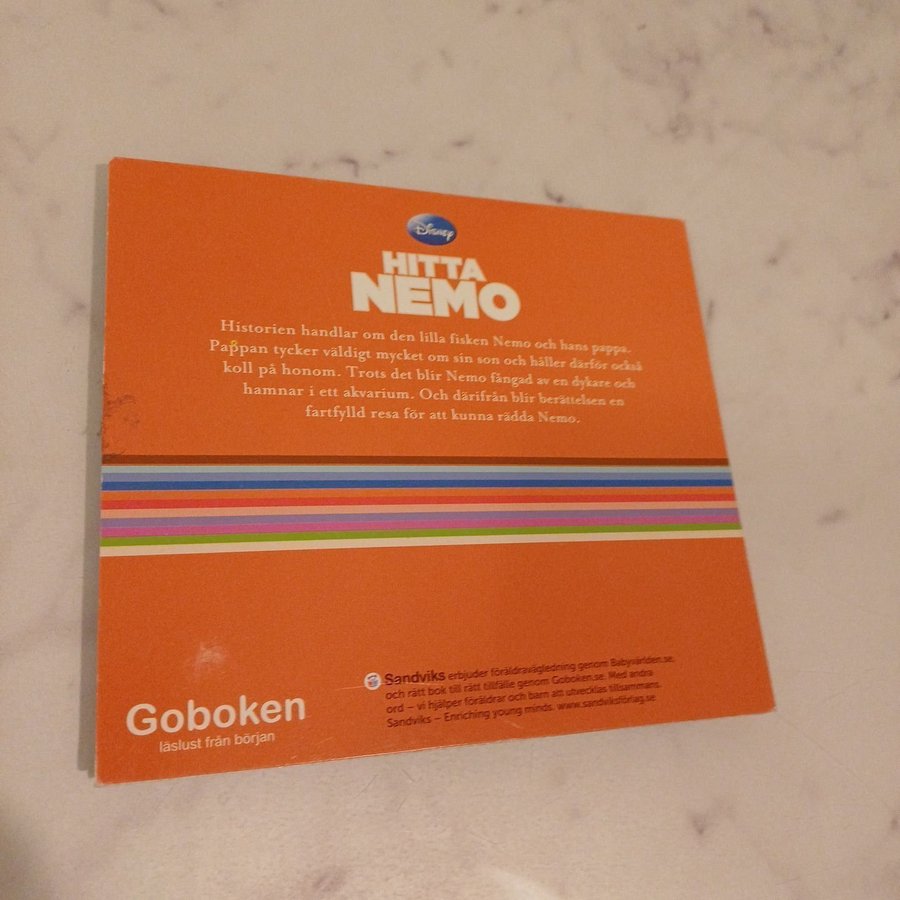 Disney
HITTA
NEMO
Historien handlar om den lilla fisken Nemo och hans pappa.
Pappan tycker väldigt mycket om sin son och håller därför också
koll på honom. Trots det blir Nemo fångad av en dykare och
hamnar i ett akvarium. Och därifrån blir berättelsen en
fartfylld resa för att kunna rädda Nemo.
Goboken
läslust från början
Sandviks erbjuder föräldravägledning genom Babyvärlden.se,
och rätt bok till rätt tillfälle genom Goboken.se. Med andra
ord – vi hjälper föräldrar och barn att utvecklas tillsammans.
Sandviks – Enriching young minds. www.sandviksförlag.se